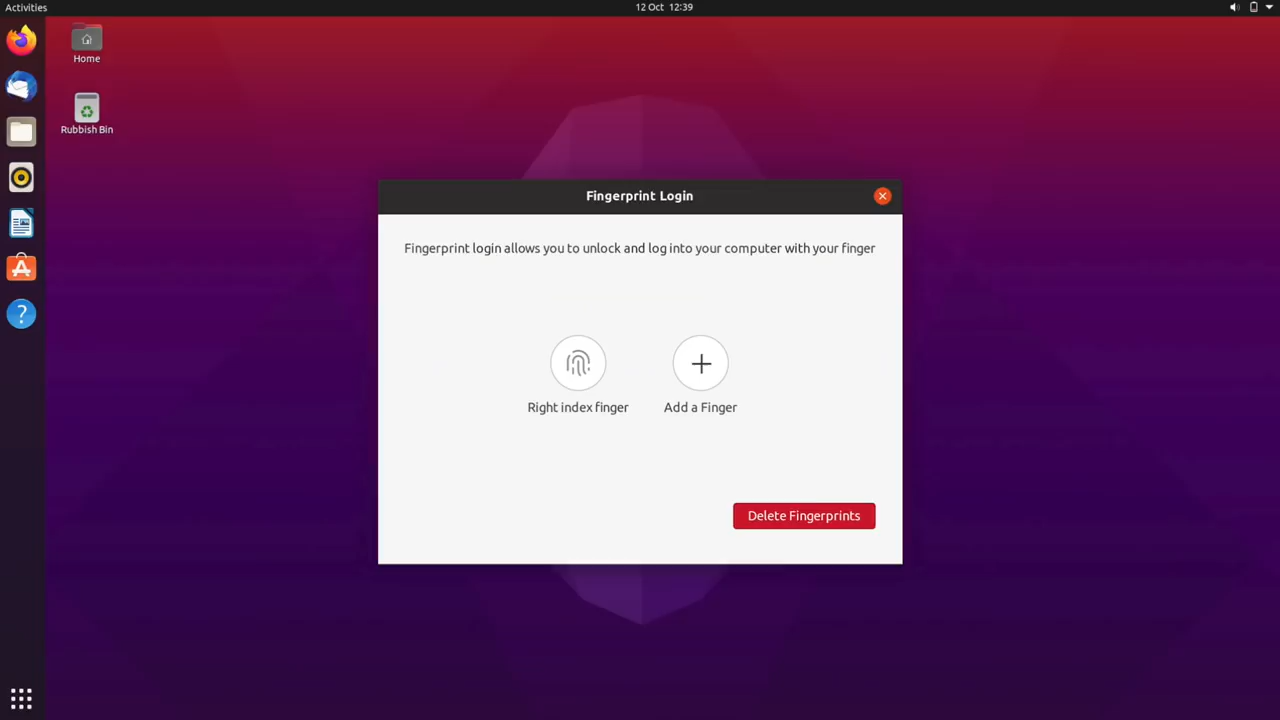 Activities
12 Oct 12:39
Home
Rubbish Bin
Fingerprint Login
Fingerprint login allows you to unlock and log into your computer with your finger
Right index finger
Add a Finger
Delete Fingerprints